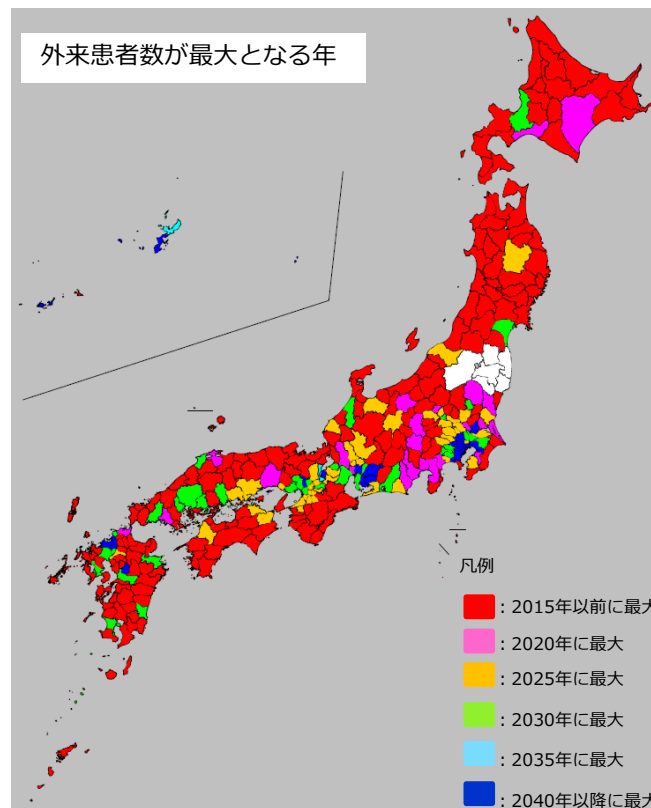 外来患者数が最大となる年
凡例
：2015年以前に最大
：2020年に最大
：2025年に最大
：2030年に最大
：2035年に最大
：2040年以降に最大